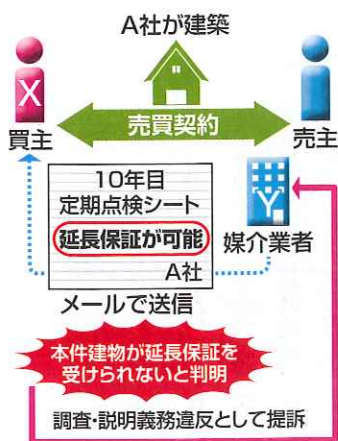 A社が建築
X
買主
売買契約
売主
10年目
定期点検シート
延長保証が可能
A社
Y
媒介業者
メールで送信
本件建物が延長保証を
受けられないと判明
調査・説明義務違反として提訴